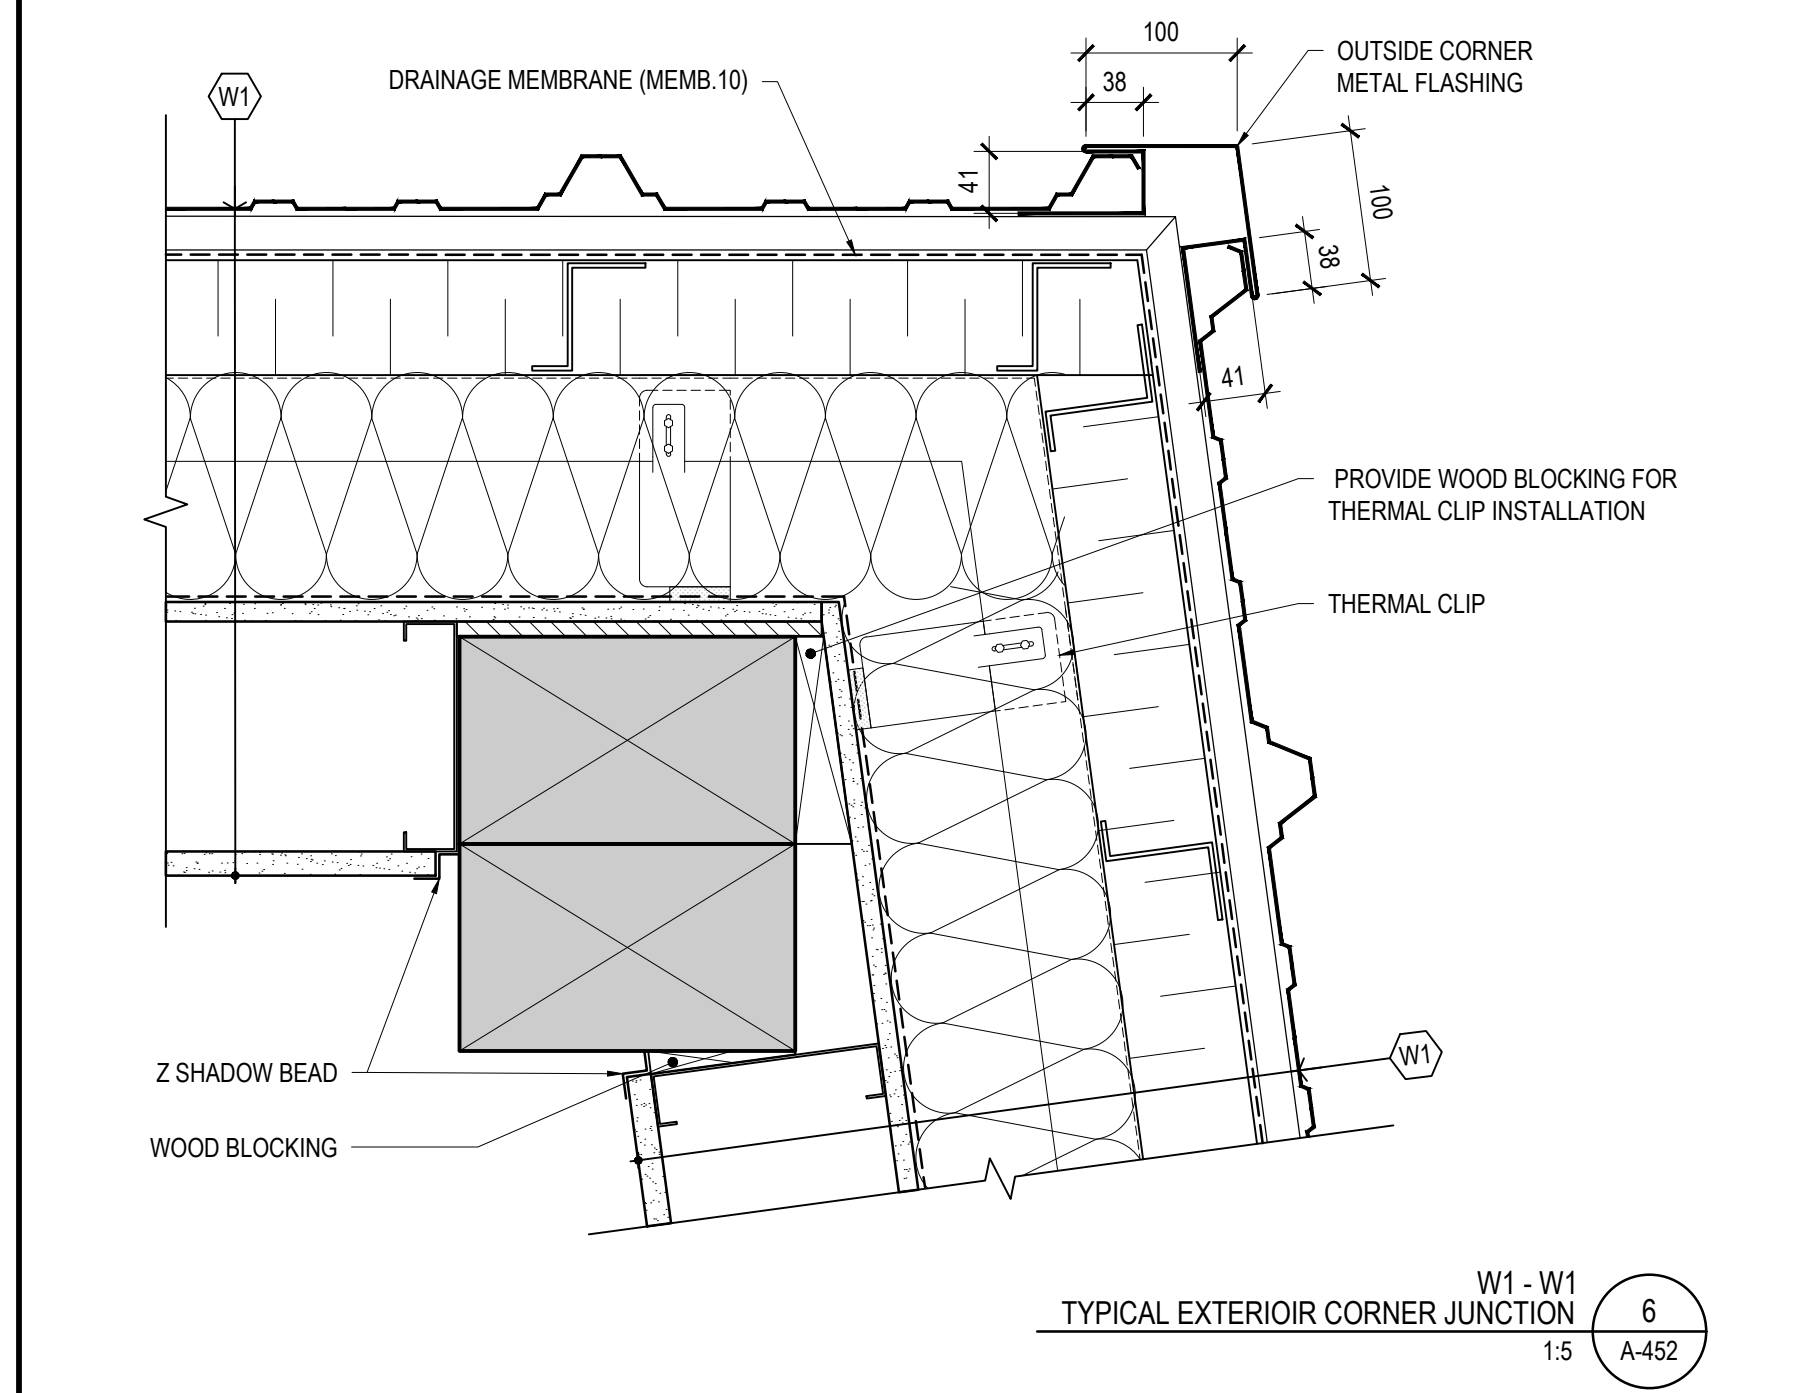 100
OUTSIDE CORNER
METAL FLASHING
DRAINAGE MEMBRANE (MEMB.10)
38
W1
41
100
38
41
PROVIDE WOOD BLOCKING FOR
THERMAL CLIP INSTALLATION
THERMAL CLIP
Z SHADOW BEAD
W1
WOOD BLOCKING
W1 - W1
TYPICAL EXTERIOIR CORNER JUNCTION
6
1:5
A-452